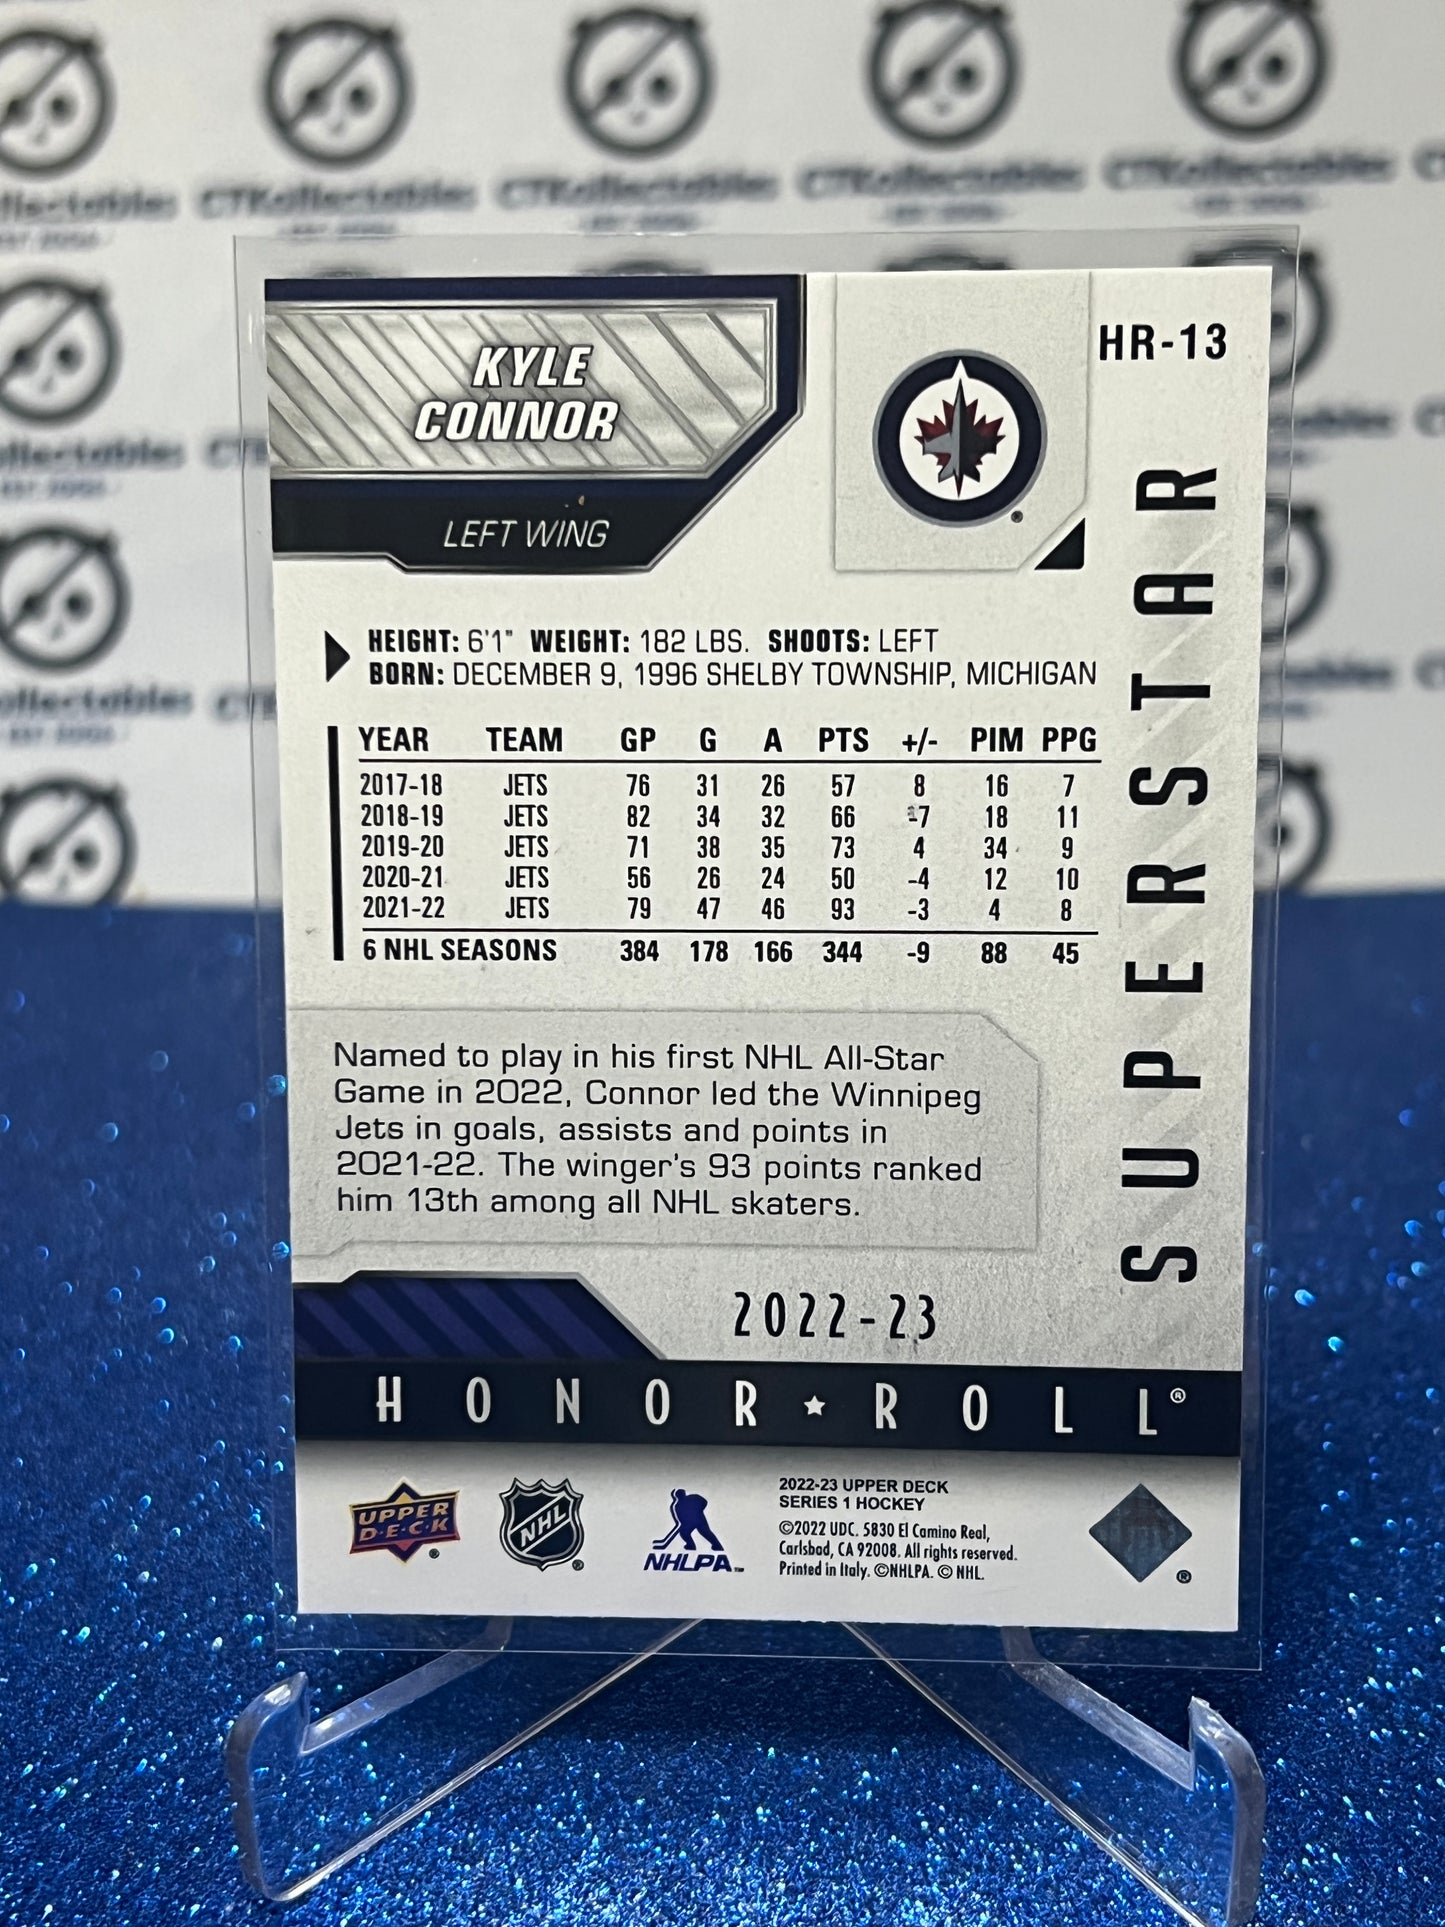 CTKollectables
HR-13
KYLE
CONNOR
LEFT WING
SUPERSTAR
HEIGHT: 6'1" WEIGHT: 182 LBS. SHOOTS: LEFT
BORN: DECEMBER 9, 1996 SHELBY TOWNSHIP, MICHIGAN
YEAR TEAM GP G A PTS +/- PIM PPG
2017-18 JETS 76 31 26 57 8 16 7
2018-19 JETS 82 34 32 66 -7 18 11
2019-20 JETS 71 38 35 73 4 34 9
2020-21 JETS 56 26 24 50 -4 12 10
2021-22 JETS 79 47 46 93 -3 4 8
6 NHL SEASONS 384 178 166 344 -9 88 45
Named to play in his first NHL All-Star
Game in 2022, Connor led the Winnipeg
Jets in goals, assists and points in
2021-22. The winger's 93 points ranked
him 13th among all NHL skaters.
2022-23
HONOR ★ ROLL®
UPPER
D·E·C·K
NHL
NHLPA™
2022-23 UPPER DECK
SERIES 1 HOCKEY
©2022 UDC. 5830 El Camino Real,
Carlsbad, CA 92008. All rights reserved.
Printed in Italy. ©NHLPA. © NHL.